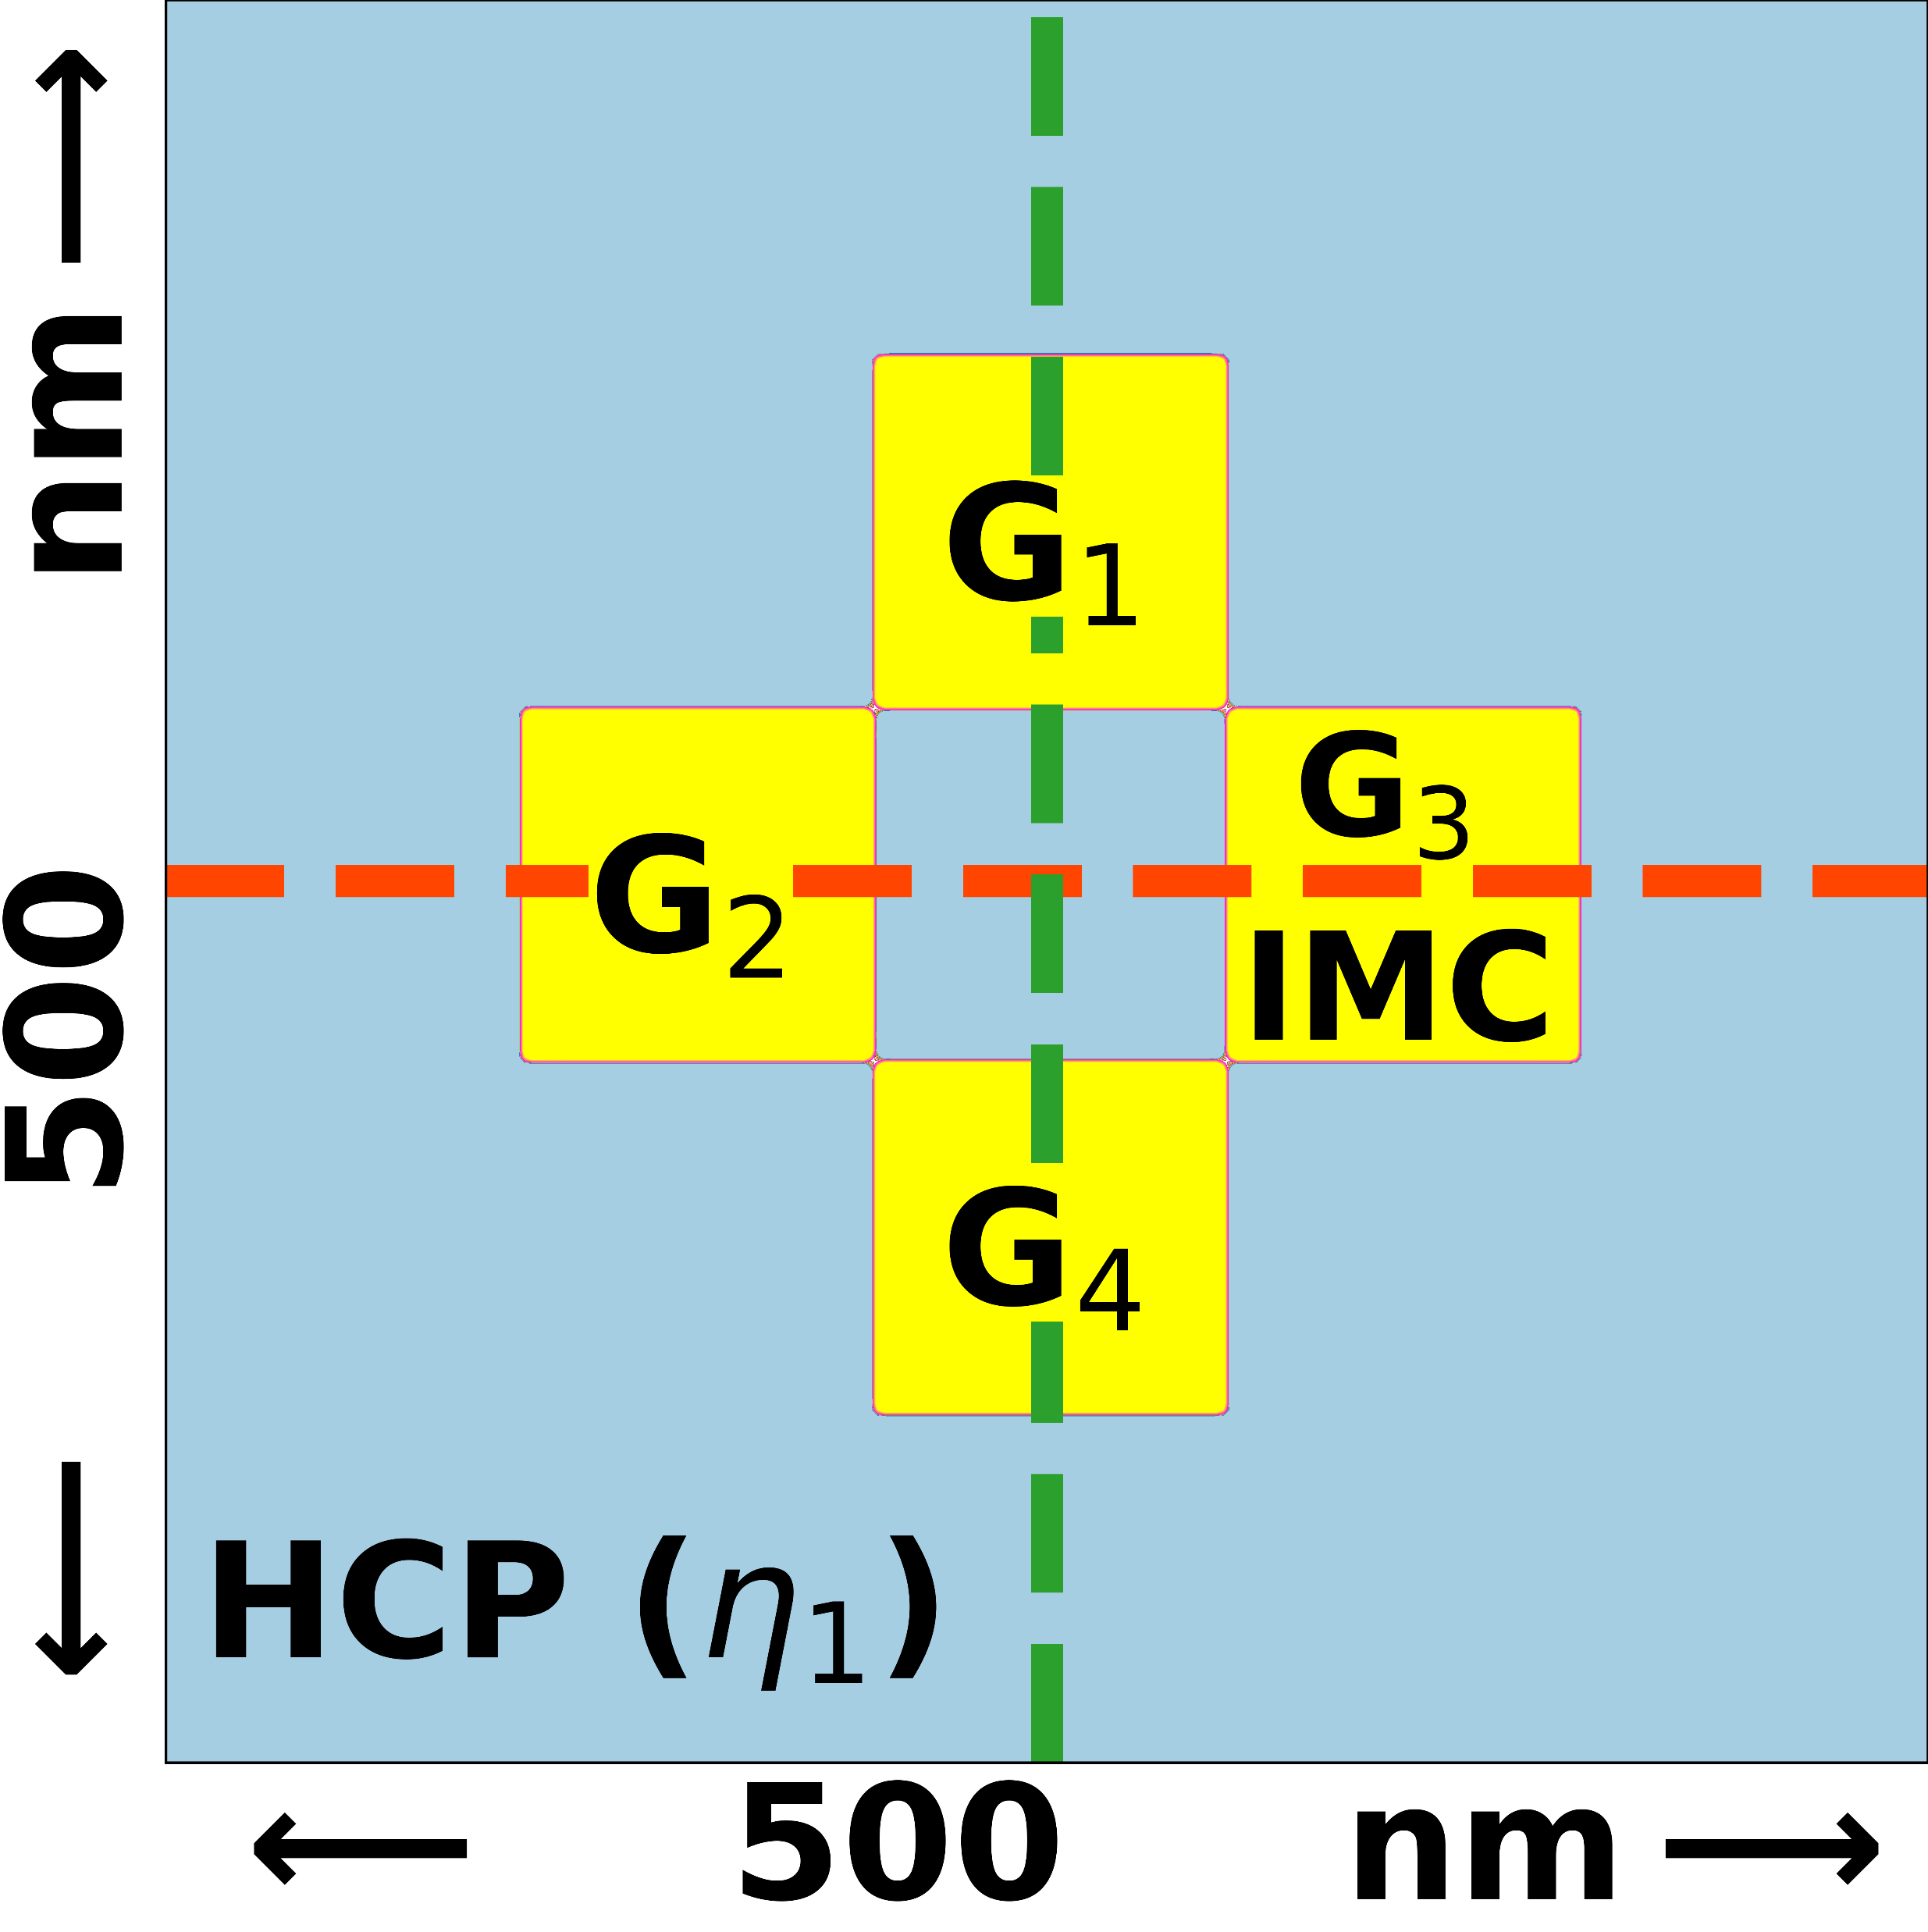 ← 500 nm →
G₁
G₂
G₃
IMC
G₄
HCP (η₁)
← 500 nm →